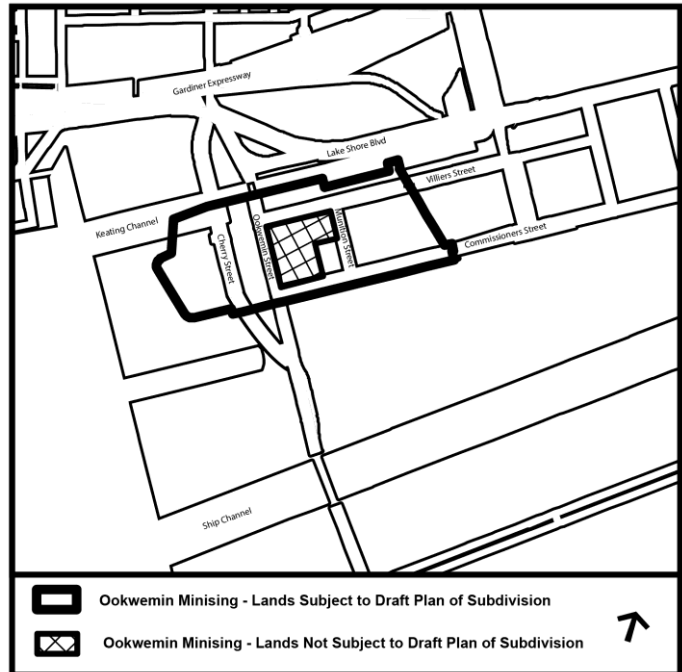 Gardiner Expressway
Lake Shore Blvd
Villiers Street
Keating Channel
Ookwemin Street
Munition Street
Cherry Street
Commissioners Street
Ship Channel
Ookwemin Minising - Lands Subject to Draft Plan of Subdivision
Ookwemin Minising - Lands Not Subject to Draft Plan of Subdivision